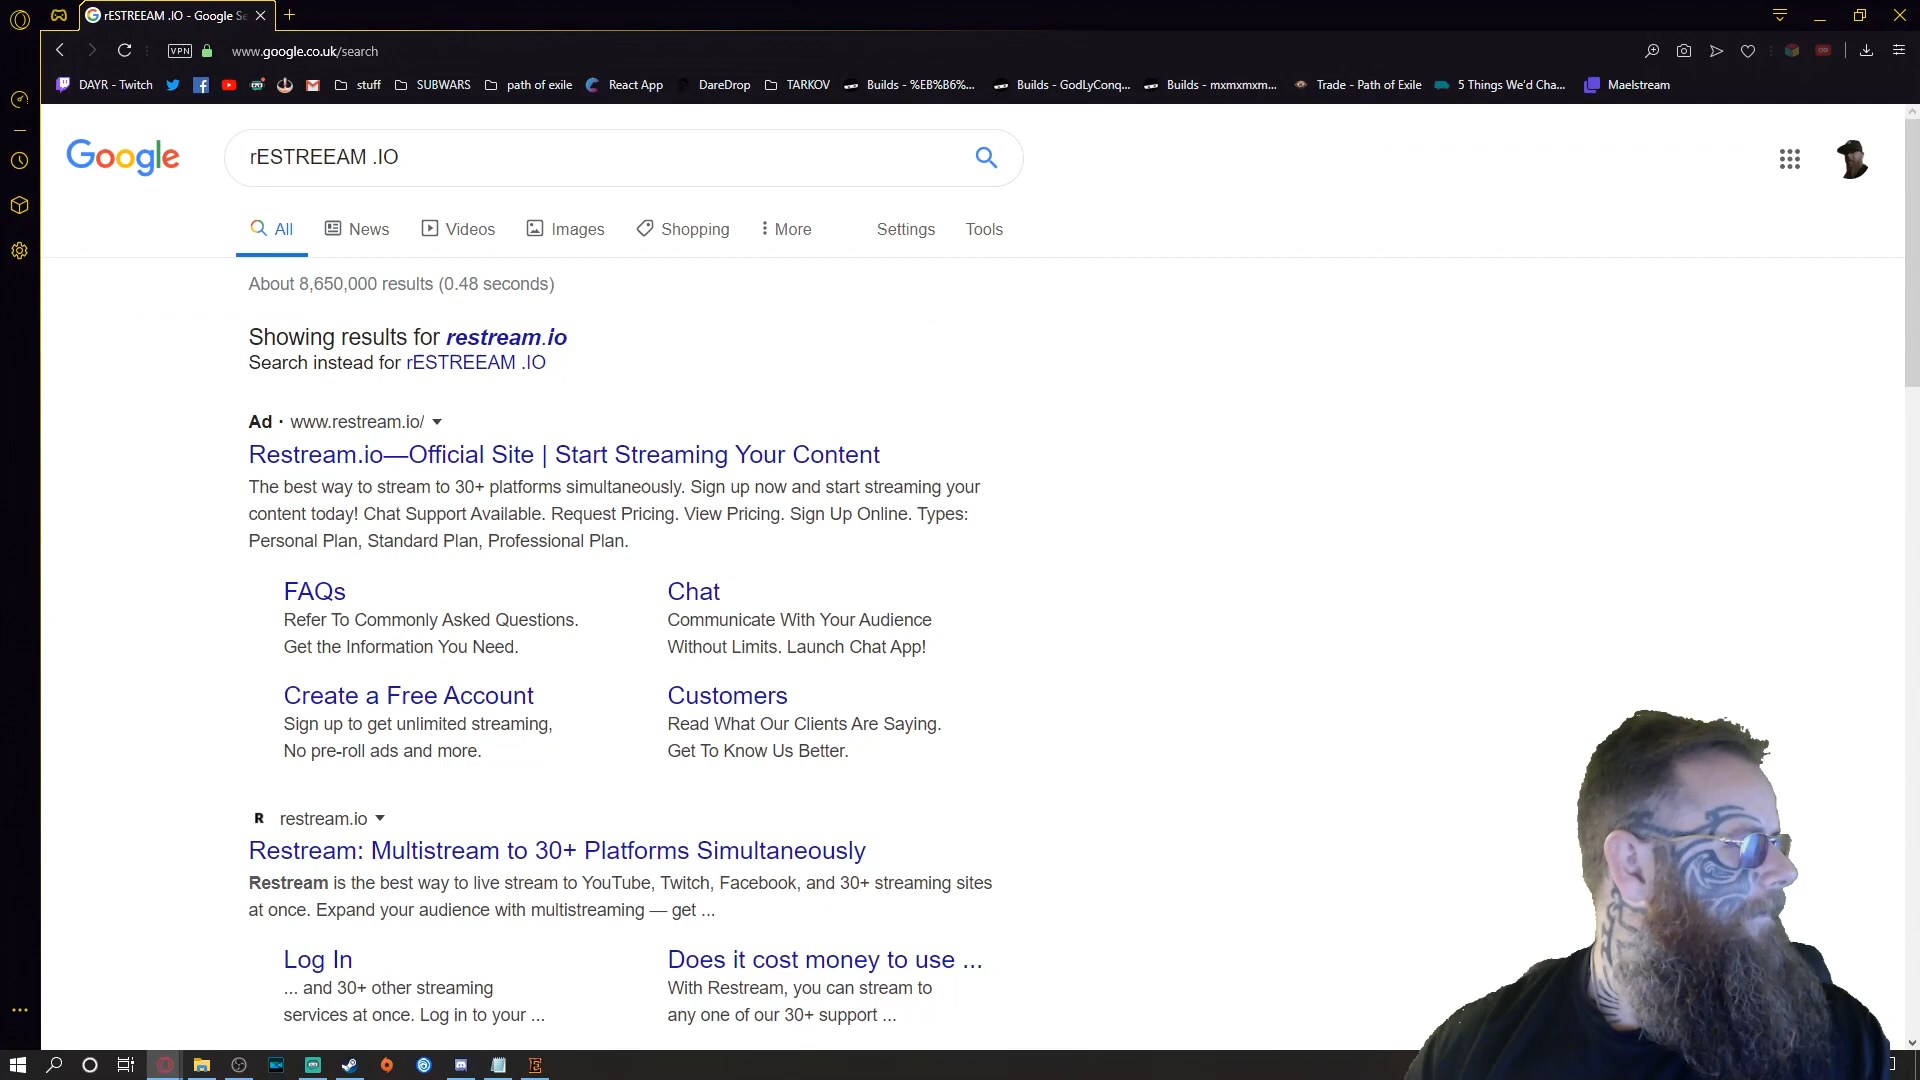 rESTREEAM .IO - Google Se
VPN
www.google.co.uk/search
DAYR - Twitch
stuff
SUBWARS
path of exile
React App
DareDrop
TARKOV
Builds - %EB%B6%...
Builds - GodLyConq...
Builds - mxmxmxm...
Trade - Path of Exile
5 Things We'd Cha...
Maelstream
Google
rESTREEAM .IO
All
News
Videos
Images
Shopping
More
Settings
Tools
About 8,650,000 results (0.48 seconds)
Showing results for restream.io
Search instead for rESTREEAM .IO
Ad · www.restream.io/
Restream.io—Official Site | Start Streaming Your Content
The best way to stream to 30+ platforms simultaneously. Sign up now and start streaming your
content today! Chat Support Available. Request Pricing. View Pricing. Sign Up Online. Types:
Personal Plan, Standard Plan, Professional Plan.
FAQs
Refer To Commonly Asked Questions.
Get the Information You Need.
Chat
Communicate With Your Audience
Without Limits. Launch Chat App!
Create a Free Account
Sign up to get unlimited streaming,
No pre-roll ads and more.
Customers
Read What Our Clients Are Saying.
Get To Know Us Better.
R restream.io
Restream: Multistream to 30+ Platforms Simultaneously
Restream is the best way to live stream to YouTube, Twitch, Facebook, and 30+ streaming sites
at once. Expand your audience with multistreaming — get ...
Log In
... and 30+ other streaming
services at once. Log in to your ...
Does it cost money to use ...
With Restream, you can stream to
any one of our 30+ support ...